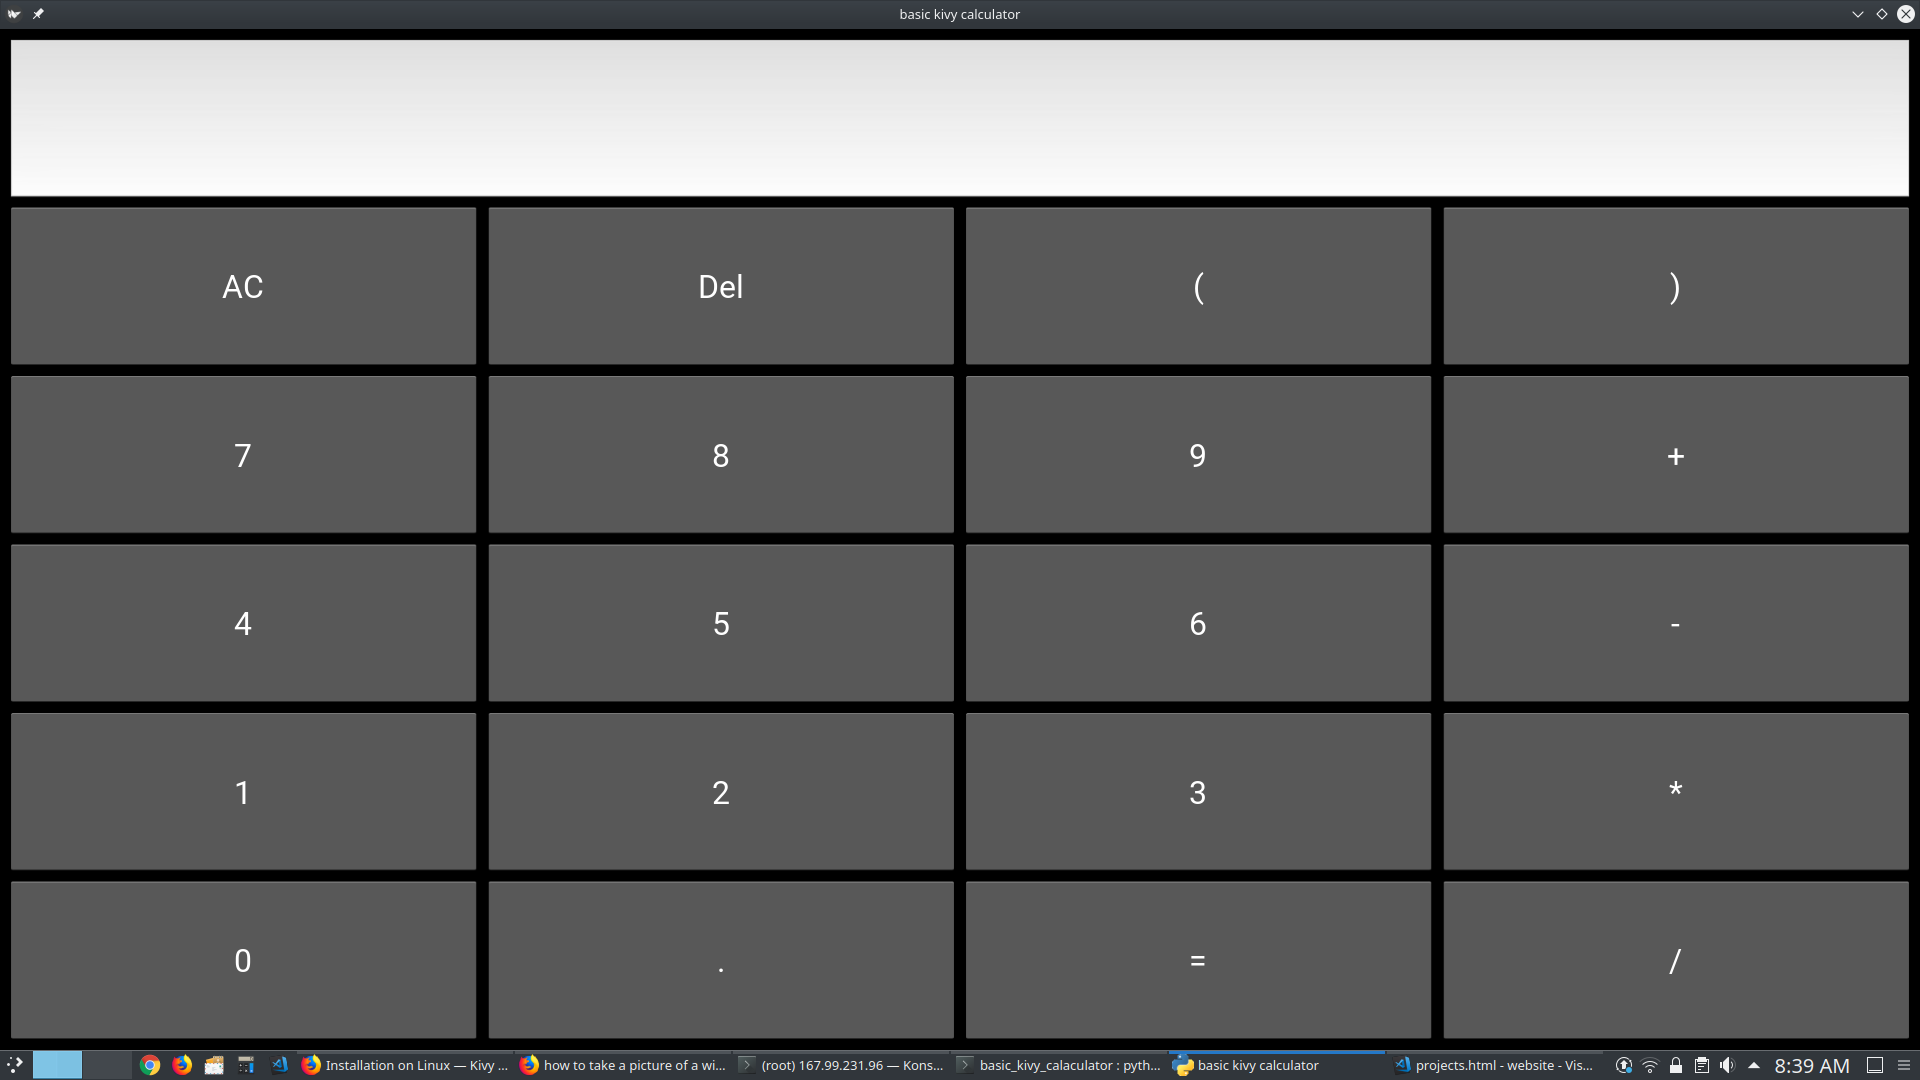 basic kivy calculator
AC Del ( )
7 8 9 +
4 5 6 -
1 2 3 *
0 . = /
Installation on Linux — Kivy ... how to take a picture of a wi... (root) 167.99.231.96 — Kons... basic_kivy_calaculator : pyth... basic kivy calculator projects.html - website - Vis... 8:39 AM